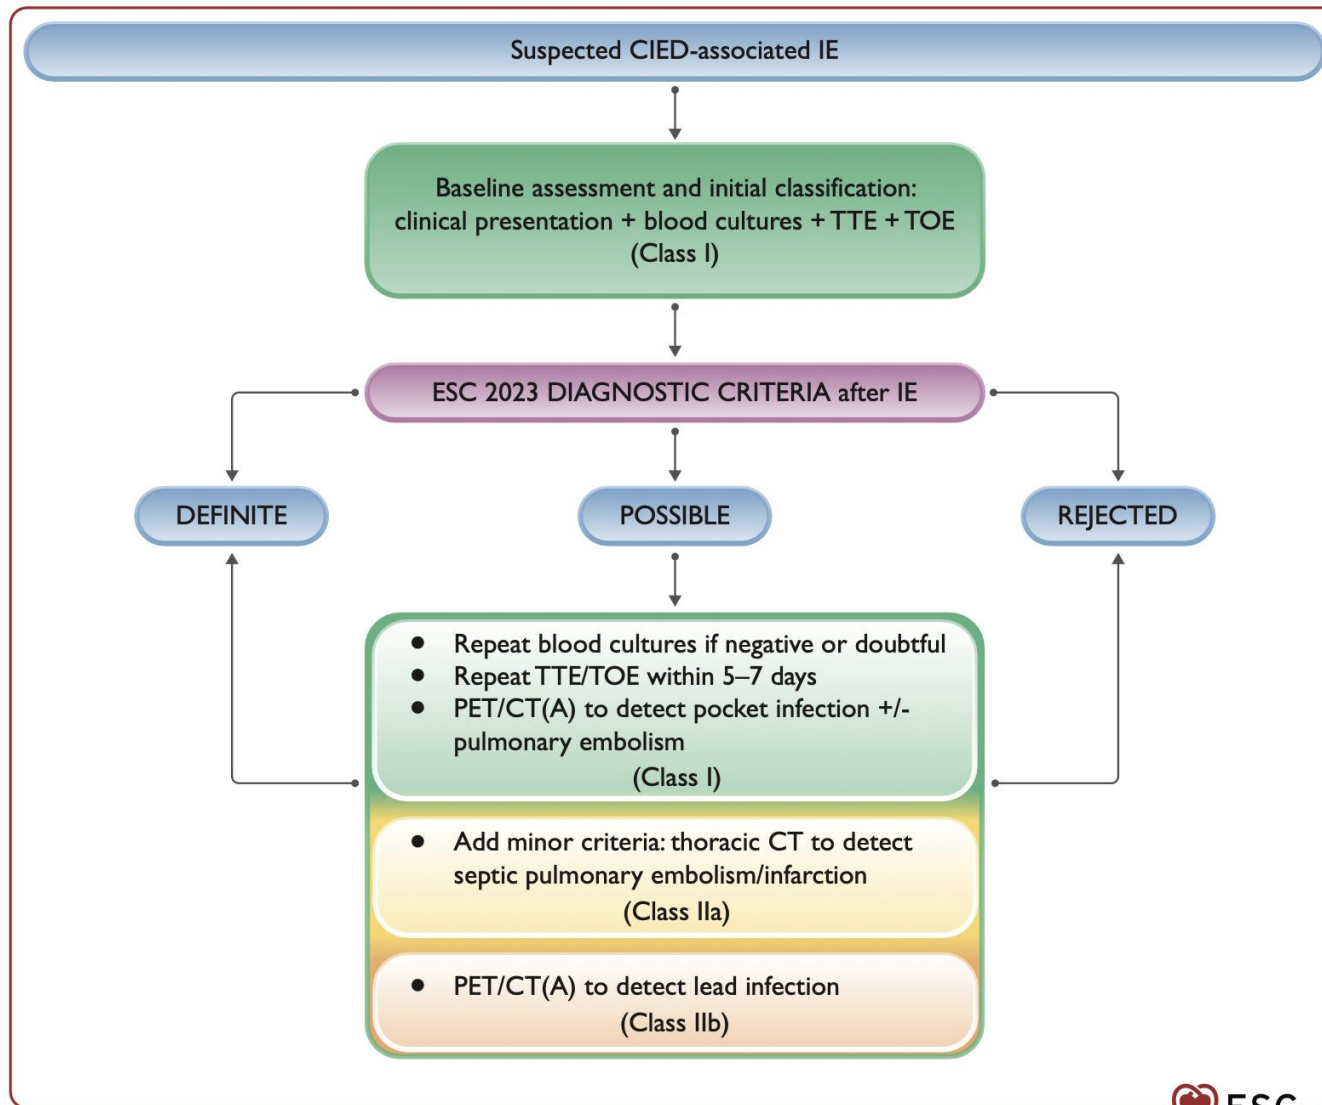 Suspected CIED-associated IE
Baseline assessment and initial classification:
clinical presentation + blood cultures + TTE + TOE
(Class I)
ESC 2023 DIAGNOSTIC CRITERIA after IE
DEFINITE
POSSIBLE
REJECTED
● Repeat blood cultures if negative or doubtful
● Repeat TTE/TOE within 5–7 days
● PET/CT(A) to detect pocket infection +/-
pulmonary embolism
(Class I)
● Add minor criteria: thoracic CT to detect
septic pulmonary embolism/infarction
(Class IIa)
● PET/CT(A) to detect lead infection
(Class IIb)
ESC